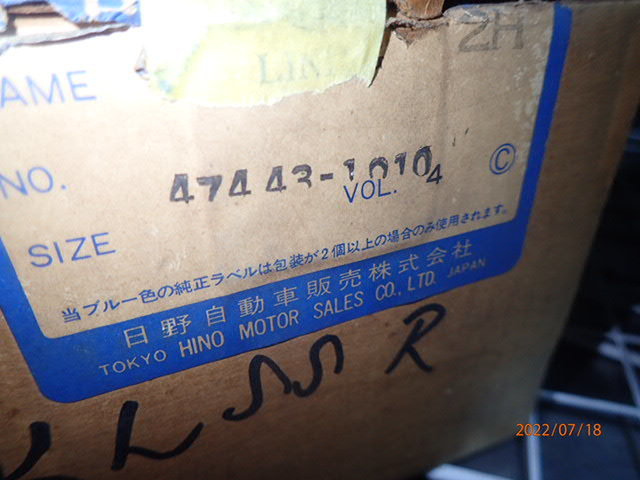 2H
LIN
AME
NO. 47443-1010
VOL. 4 ©
SIZE
当ブルー色の純正ラベルは包装が2個以上の場合のみ使用されます。
日野自動車販売株式会社
TOKYO HINO MOTOR SALES CO., LTD. JAPAN
R
2022/07/18